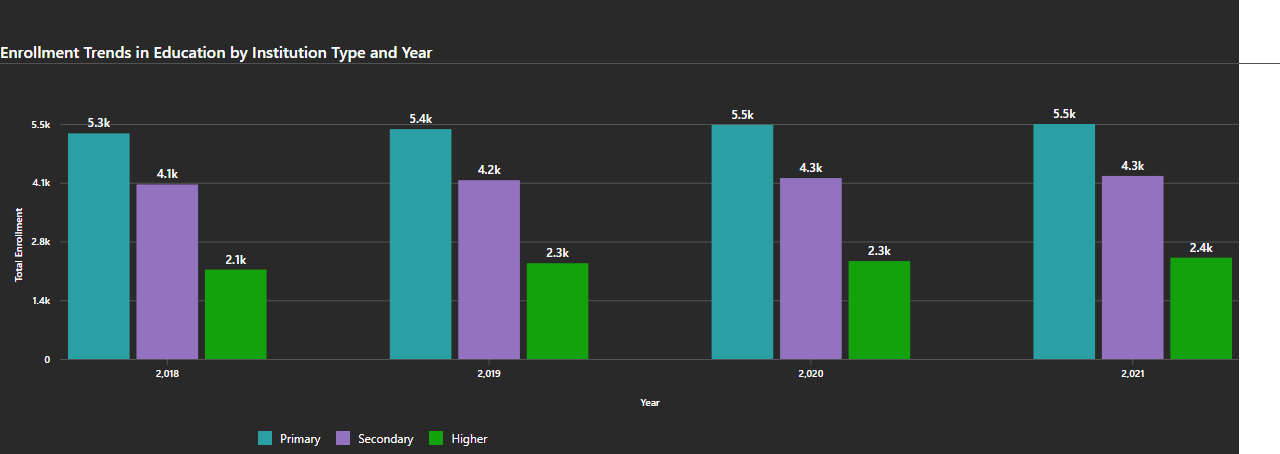 Enrollment Trends in Education by Institution Type and Year
5.5k
4.1k
2.8k
1.4k
0
Total Enrollment
5.3k
4.1k
2.1k
5.4k
4.2k
2.3k
5.5k
4.3k
2.3k
5.5k
4.3k
2.4k
2,018 2,019 2,020 2,021
Year
Primary Secondary Higher